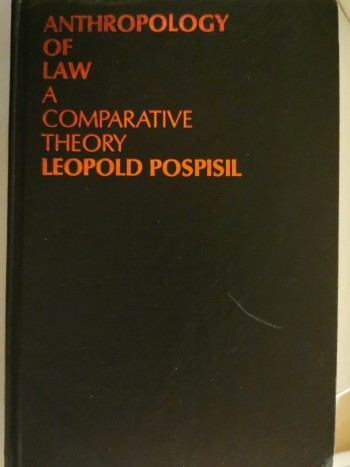 ANTHROPOLOGY
OF
LAW
A
COMPARATIVE
THEORY
LEOPOLD POSPISIL